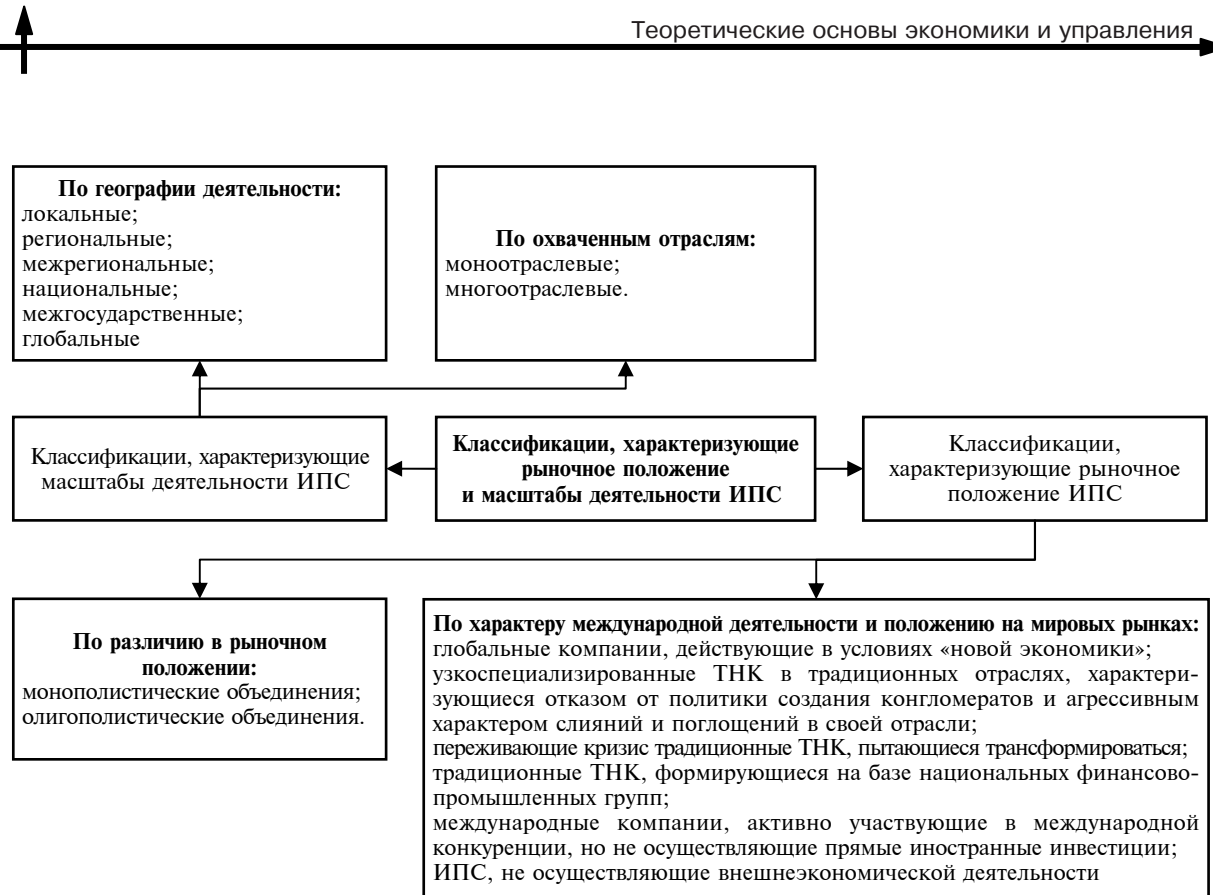 Теоретические основы экономики и управления
По географии деятельности:
локальные;
региональные;
межрегиональные;
национальные;
межгосударственные;
глобальные
По охваченным отраслям:
моноотраслевые;
многоотраслевые.
Классификации, характеризующие
масштабы деятельности ИПС
Классификации, характеризующие
рыночное положение
и масштабы деятельности ИПС
Классификации,
характеризующие рыночное
положение ИПС
По различию в рыночном
положении:
монополистические объединения;
олигополистические объединения.
По характеру международной деятельности и положению на мировых рынках:
глобальные компании, действующие в условиях «новой экономики»;
узкоспециализированные ТНК в традиционных отраслях, характери-
зующиеся отказом от политики создания конгломератов и агрессивным
характером слияний и поглощений в своей отрасли;
переживающие кризис традиционные ТНК, пытающиеся трансформироваться;
традиционные ТНК, формирующиеся на базе национальных финансово-
промышленных групп;
международные компании, активно участвующие в международной
конкуренции, но не осуществляющие прямые иностранные инвестиции;
ИПС, не осуществляющие внешнеэкономической деятельности